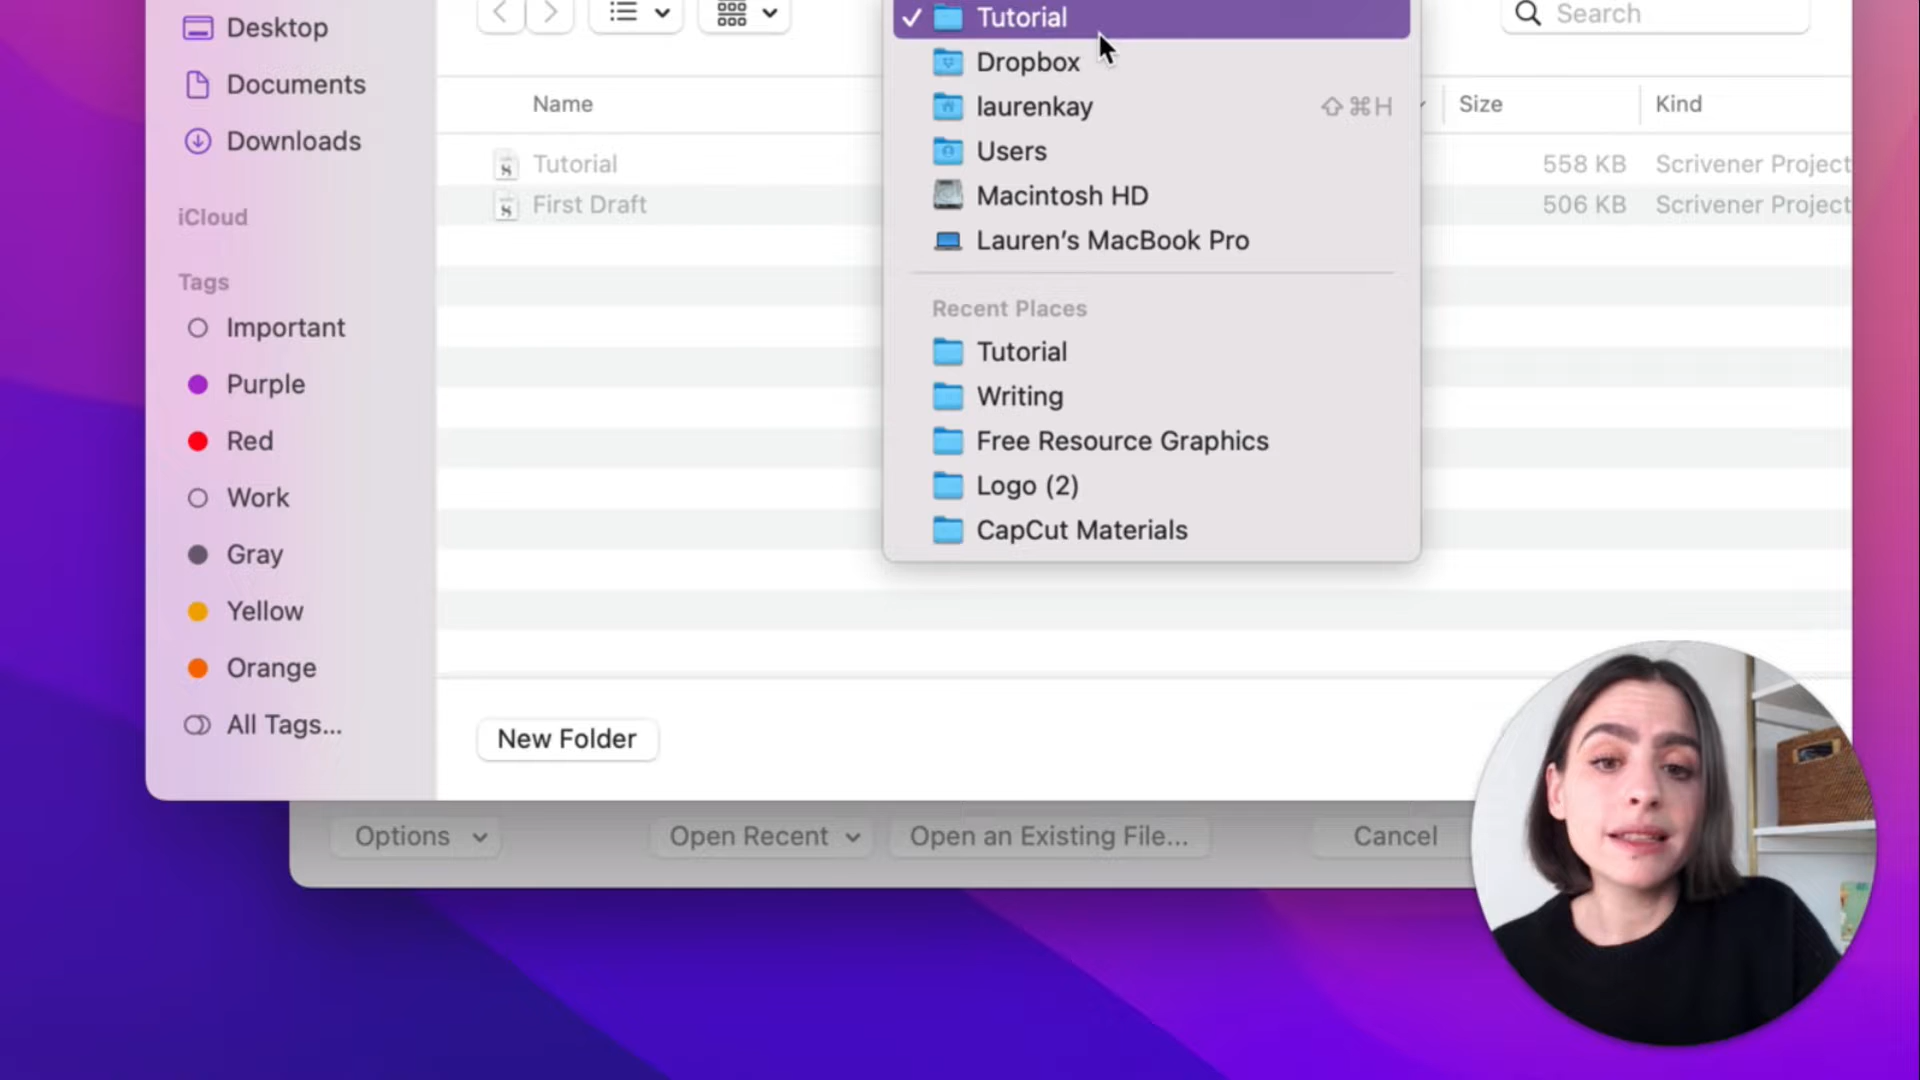 Desktop
Documents
Downloads
iCloud
Tags
Important
Purple
Red
Work
Gray
Yellow
Orange
All Tags...
Search
Name
Size
Kind
Tutorial
558 KB
Scrivener Project
First Draft
506 KB
Scrivener Project
Tutorial
Dropbox
laurenkay ⇧⌘H
Users
Macintosh HD
Lauren’s MacBook Pro
Recent Places
Tutorial
Writing
Free Resource Graphics
Logo (2)
CapCut Materials
New Folder
Options
Open Recent
Open an Existing File...
Cancel